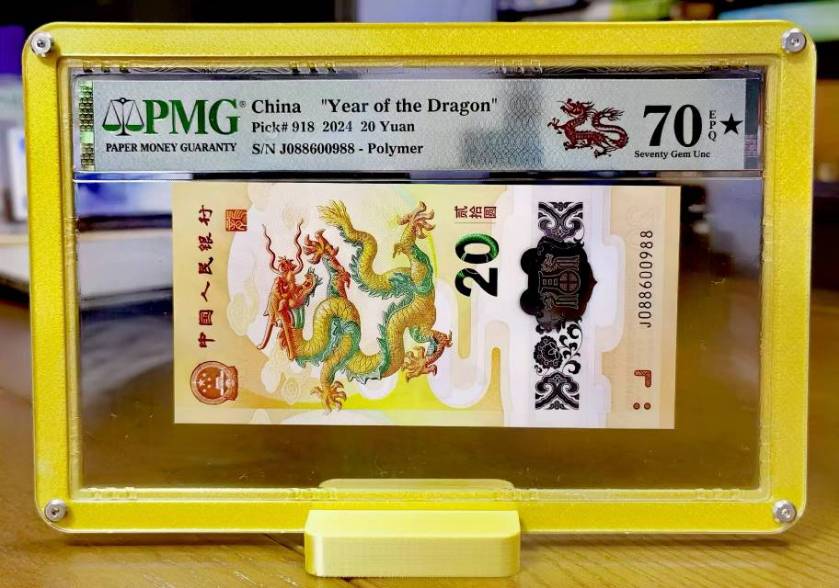 PMG®
PAPER MONEY GUARANTY
China "Year of the Dragon"
Pick# 918 2024 20 Yuan
S/N J088600988 - Polymer
70 EPQ ★
Seventy Gem Unc
中国人民银行
贰拾圆
20
J088600988